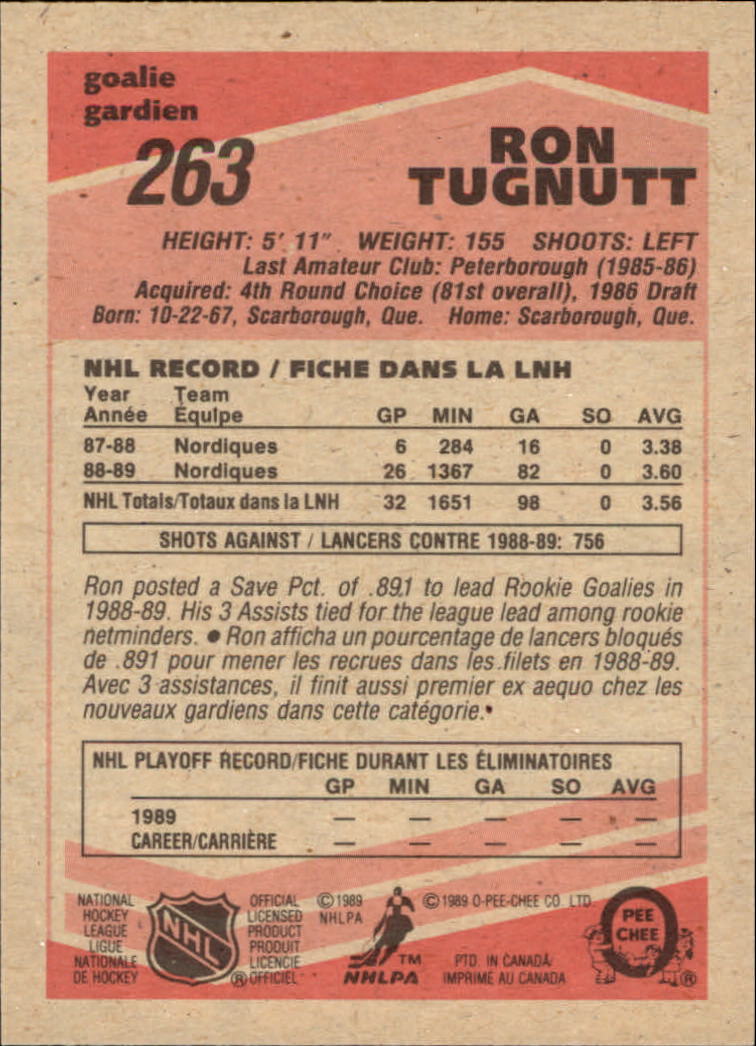 goalie
gardien
263
RON
TUGNUTT
HEIGHT: 5' 11" WEIGHT: 155 SHOOTS: LEFT
Last Amateur Club: Peterborough (1985-86)
Acquired: 4th Round Choice (81st overall), 1986 Draft
Born: 10-22-67, Scarborough, Que. Home: Scarborough, Que.
NHL RECORD / FICHE DANS LA LNH
Year Team
Année Équipe GP MIN GA SO AVG
87-88 Nordiques 6 284 16 0 3.38
88-89 Nordiques 26 1367 82 0 3.60
NHL Totals/Totaux dans la LNH 32 1651 98 0 3.56
SHOTS AGAINST / LANCERS CONTRE 1988-89: 756
Ron posted a Save Pct. of .891 to lead Rookie Goalies in
1988-89. His 3 Assists tied for the league lead among rookie
netminders. ● Ron afficha un pourcentage de lancers bloqués
de .891 pour mener les recrues dans les filets en 1988-89.
Avec 3 assistances, il finit aussi premier ex aequo chez les
nouveaux gardiens dans cette catégorie.
NHL PLAYOFF RECORD/FICHE DURANT LES ÉLIMINATOIRES
GP MIN GA SO AVG
1989 — — — — —
CAREER/CARRIÈRE — — — — —
NATIONAL
HOCKEY
LEAGUE
LIGUE
NATIONALE
DE HOCKEY
NHL
®
OFFICIAL
LICENSED
PRODUCT
PRODUIT
LICENCIE
OFFICIEL
©1989
NHLPA
TM
NHLPA
©1989 O-PEE-CHEE CO. LTD.
PTD. IN CANADA
IMPRIME AU CANADA
O
PEE
CHEE
®